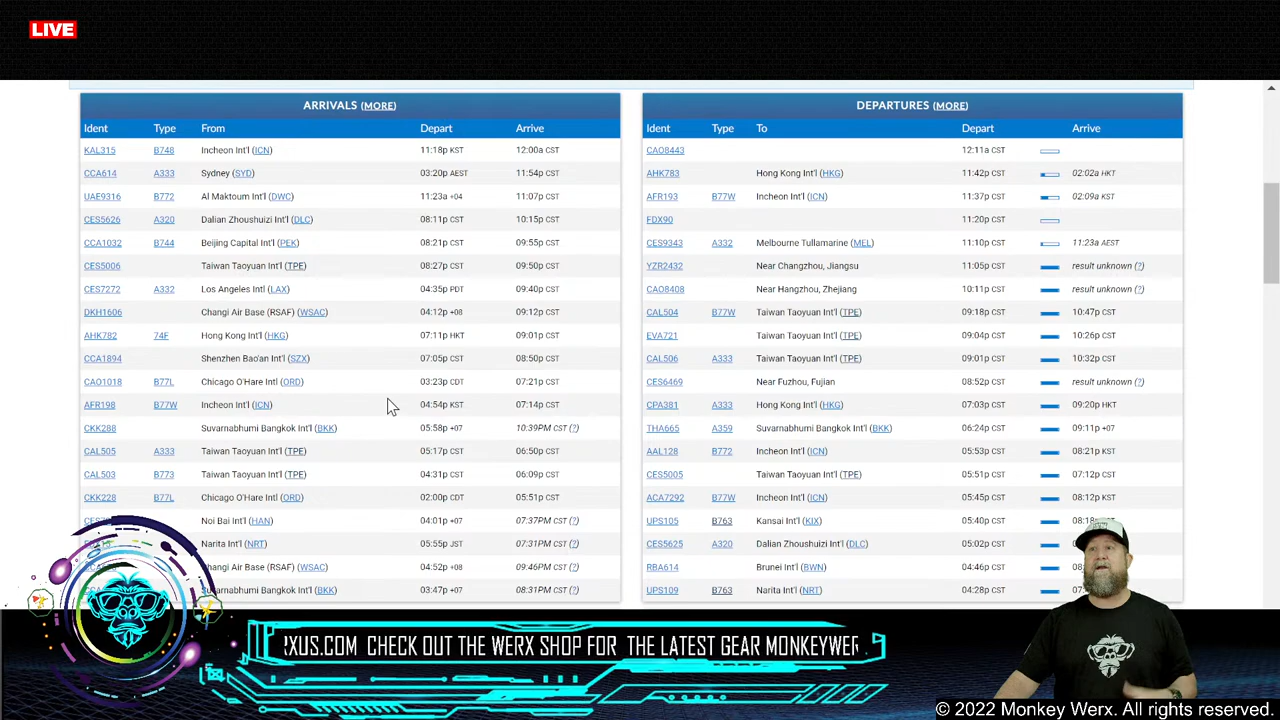 LIVE
ARRIVALS (MORE)
Ident Type From Depart Arrive
KAL315 B748 Incheon Int'l (ICN) 11:18p KST 12:00a CST
CCA614 A333 Sydney (SYD) 03:20p AEST 11:54p CST
UAE9316 B772 Al Maktoum Int'l (DWC) 11:23a +04 11:07p CST
CES5626 A320 Dalian Zhoushuizi Int'l (DLC) 08:11p CST 10:15p CST
CCA1032 B744 Beijing Capital Int'l (PEK) 08:21p CST 09:55p CST
CES5006 Taiwan Taoyuan Int'l (TPE) 08:27p CST 09:50p CST
CES7272 A332 Los Angeles Intl (LAX) 04:35p PDT 09:40p CST
DKH1606 Changi Air Base (RSAF) (WSAC) 04:12p +08 09:12p CST
AHK782 74F Hong Kong Int'l (HKG) 07:11p HKT 09:01p CST
CCA1894 Shenzhen Bao'an Int'l (SZX) 07:05p CST 08:50p CST
CAO1018 B77L Chicago O'Hare Intl (ORD) 03:23p CDT 07:21p CST
AFR198 B77W Incheon Int'l (ICN) 04:54p KST 07:14p CST
CKK288 Suvarnabhumi Bangkok Int'l (BKK) 05:58p +07 10:39PM CST (?)
CAL505 A333 Taiwan Taoyuan Int'l (TPE) 05:17p CST 06:50p CST
CAL503 B773 Taiwan Taoyuan Int'l (TPE) 04:31p CST 06:09p CST
CKK228 B77L Chicago O'Hare Intl (ORD) 02:00p CDT 05:51p CST
Noi Bai Int'l (HAN) 04:01p +07 07:37PM CST (?)
Narita Int'l (NRT) 05:55p JST 07:31PM CST (?)
Changi Air Base (RSAF) (WSAC) 04:52p +08 09:46PM CST (?)
Suvarnabhumi Bangkok Int'l (BKK) 03:47p +07 08:31PM CST (?)
DEPARTURES (MORE)
Ident Type To Depart Arrive
CAO8443 12:11a CST
AHK783 Hong Kong Int'l (HKG) 11:42p CST 02:02a HKT
AFR193 B77W Incheon Int'l (ICN) 11:37p CST 02:09a KST
FDX90 11:20p CST
CES9343 A332 Melbourne Tullamarine (MEL) 11:10p CST 11:23a AEST
YZR2432 Near Changzhou, Jiangsu 11:05p CST result unknown (?)
CAO8408 Near Hangzhou, Zhejiang 11:01p CST result unknown (?)
CAL504 B77W Taiwan Taoyuan Int'l (TPE) 09:18p CST 10:47p CST
EVA721 Taiwan Taoyuan Int'l (TPE) 09:04p CST 10:26p CST
CAL506 A333 Taiwan Taoyuan Int'l (TPE) 09:01p CST 10:32p CST
CES6469 Near Fuzhou, Fujian 08:52p CST result unknown (?)
CPA381 A333 Hong Kong Int'l (HKG) 07:03p CST 09:20p HKT
THA665 A359 Suvarnabhumi Bangkok Int'l (BKK) 06:24p CST 09:11p +07
AAL128 B772 Incheon Int'l (ICN) 05:53p CST 08:21p KST
CES5005 Taiwan Taoyuan Int'l (TPE) 05:51p CST 07:12p CST
ACA7292 B77W Incheon Int'l (ICN) 05:45p CST 08:12p KST
UPS105 B763 Kansai Int'l (KIX) 05:40p CST
CES5625 A320 Dalian Zhoushuizi Int'l (DLC) 05:02p CST
RBA614 Brunei Int'l (BWN) 04:46p CST
UPS109 B763 Narita Int'l (NRT) 04:28p CST
XUS.COM CHECK OUT THE WERX SHOP FOR THE LATEST GEAR MONKEYWER
© 2022 Monkey Werx. All rights reserved.